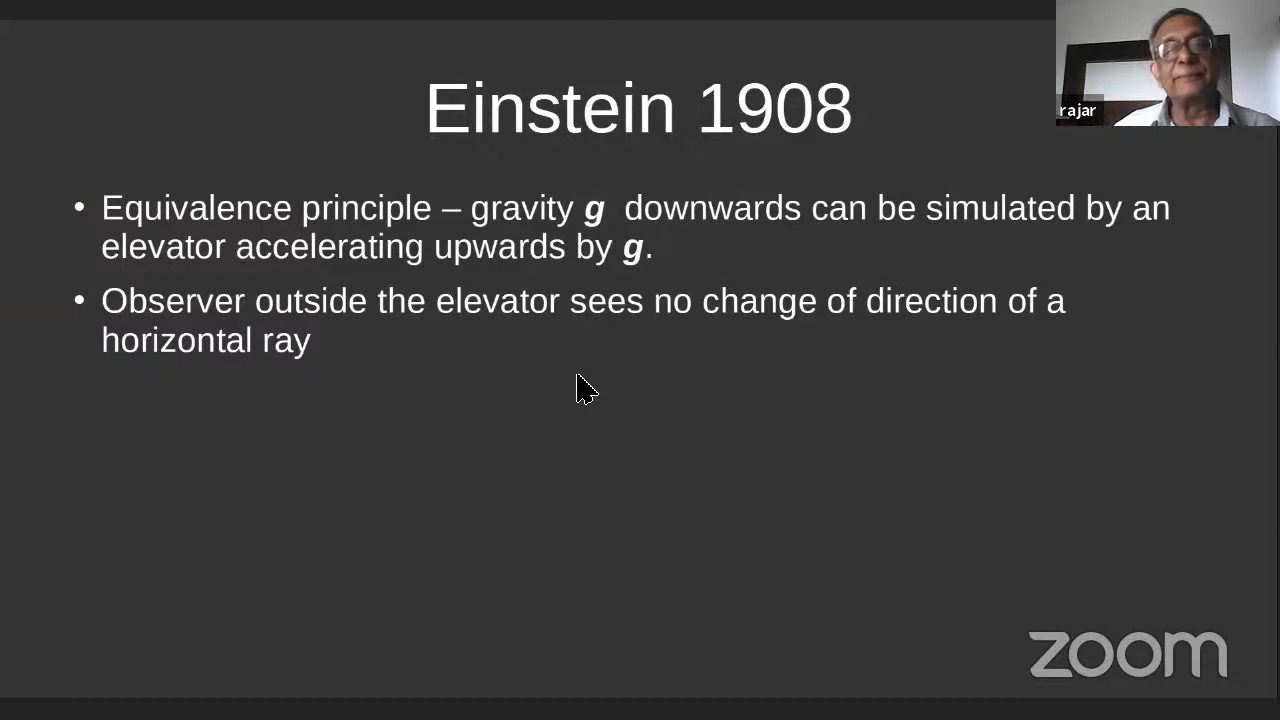 Einstein 1908
rajar
• Equivalence principle – gravity g downwards can be simulated by an
elevator accelerating upwards by g.
• Observer outside the elevator sees no change of direction of a
horizontal ray
zoom